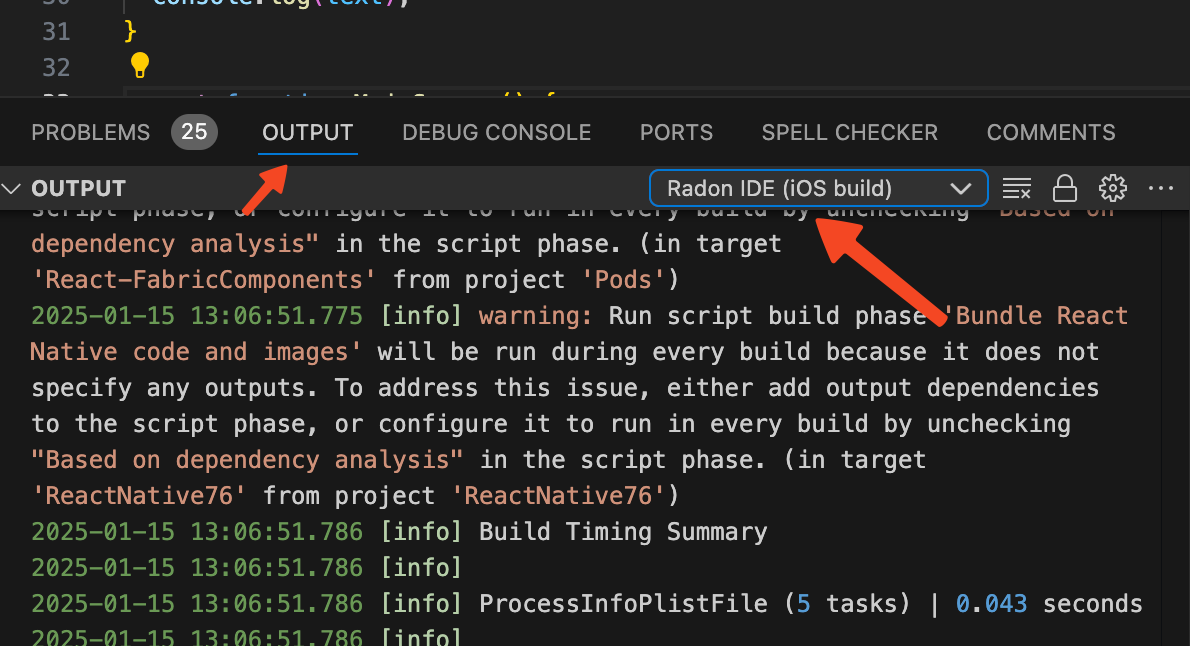 30 console.log(text);
31 }
32
PROBLEMS 25 OUTPUT DEBUG CONSOLE PORTS SPELL CHECKER COMMENTS
OUTPUT Radon IDE (iOS build)
script phase, or configure it to run in every build by unchecking "Based on
dependency analysis" in the script phase. (in target
'React-FabricComponents' from project 'Pods')
2025-01-15 13:06:51.775 [info] warning: Run script build phase 'Bundle React
Native code and images' will be run during every build because it does not
specify any outputs. To address this issue, either add output dependencies
to the script phase, or configure it to run in every build by unchecking
"Based on dependency analysis" in the script phase. (in target
'ReactNative76' from project 'ReactNative76')
2025-01-15 13:06:51.786 [info] Build Timing Summary
2025-01-15 13:06:51.786 [info]
2025-01-15 13:06:51.786 [info] ProcessInfoPlistFile (5 tasks) | 0.043 seconds
2025-01-15 13:06:51.786 [info]